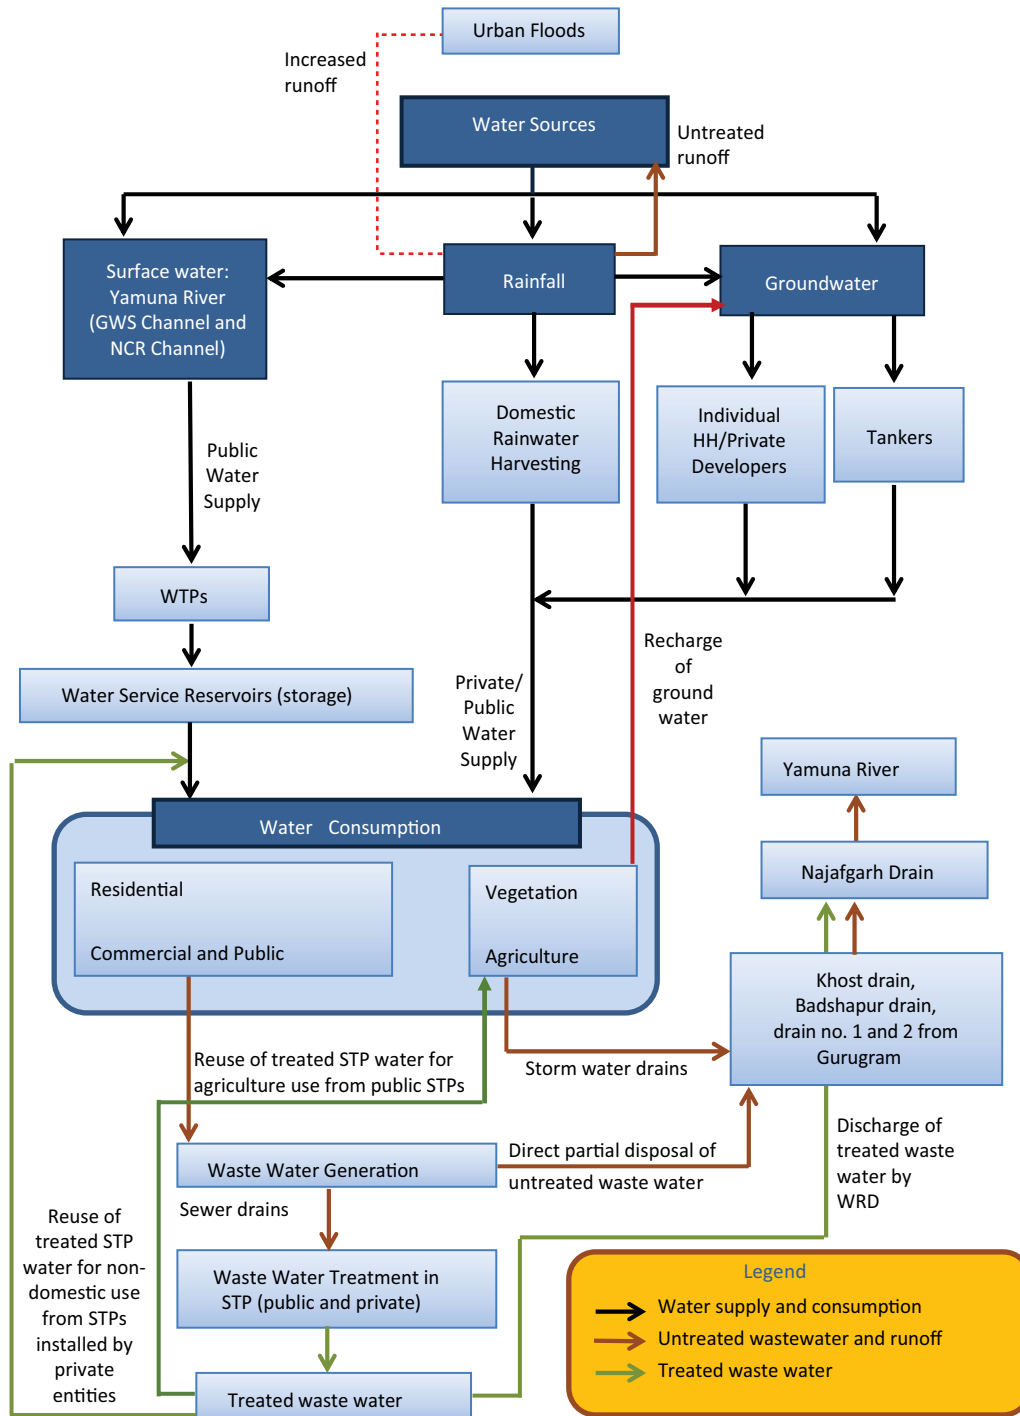 Urban Floods
Increased
runoff
Water Sources
Untreated
runoff
Surface water:
Yamuna River
(GWS Channel and
NCR Channel)
Rainfall
Groundwater
Domestic
Rainwater
Harvesting
Individual
HH/Private
Developers
Tankers
Public
Water
Supply
WTPs
Water Service Reservoirs (storage)
Private/
Public
Water
Supply
Recharge
of
ground
water
Yamuna River
Najafgarh Drain
Water Consumption
Residential
Commercial and Public
Vegetation
Agriculture
Khost drain,
Badshapur drain,
drain no. 1 and 2 from
Gurugram
Reuse of treated STP water for
agriculture use from public STPs
Storm water drains
Waste Water Generation
Direct partial disposal of
untreated waste water
Discharge of
treated waste
water by
WRD
Sewer drains
Reuse of
treated STP
water for non-
domestic use
from STPs
installed by
private
entities
Waste Water Treatment in
STP (public and private)
Treated waste water
Legend
Water supply and consumption
Untreated wastewater and runoff
Treated waste water